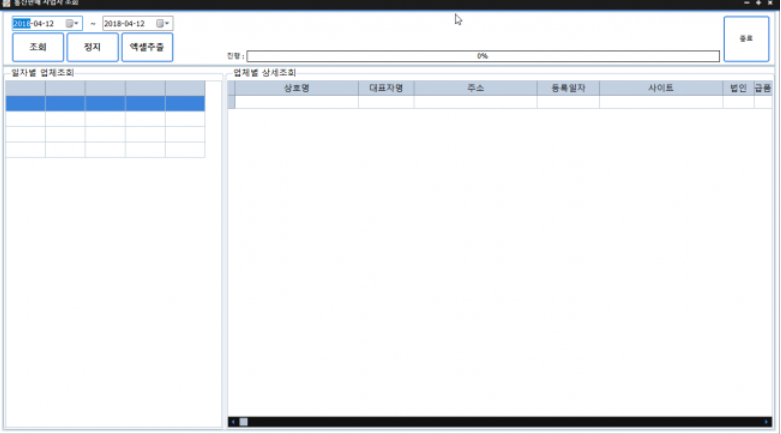 통신판매 사업자 조회
2018-04-12 ~ 2018-04-12
조회 정지 엑셀추출
진행 : 0%
종료
일자별 업체조회
업체별 상세조회
상호명 대표자명 주소 등록일자 사이트 법인